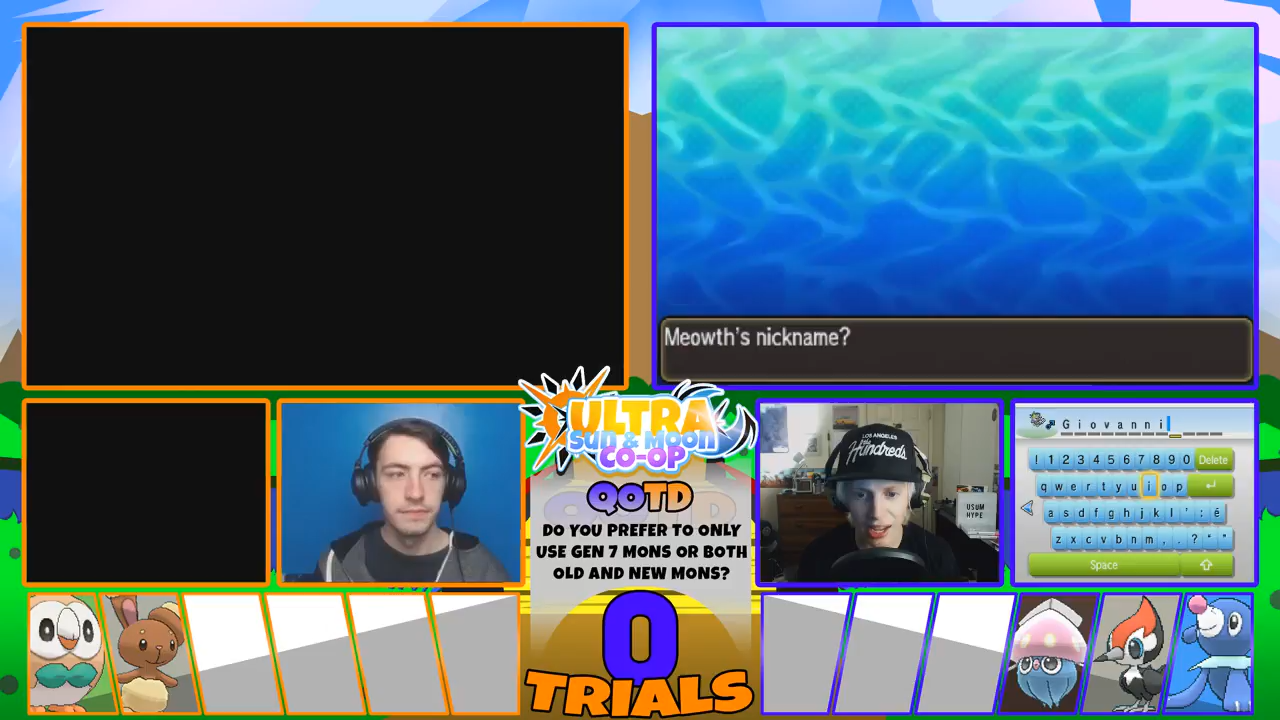 Meowth's nickname?
ULTRA
Sun & Moon
CO-OP
QOTD
DO YOU PREFER TO ONLY
USE GEN 7 MONS OR BOTH
OLD AND NEW MONS?
0
TRIALS
LOS ANGELES
the Hundreds
USUM
HYPE
Giovanni
! 1 2 3 4 5 6 7 8 9 0 Delete
q w e r t y u i o p
a s d f g h j k l ' : é
z x c v b n m , . ? “ ”
Space